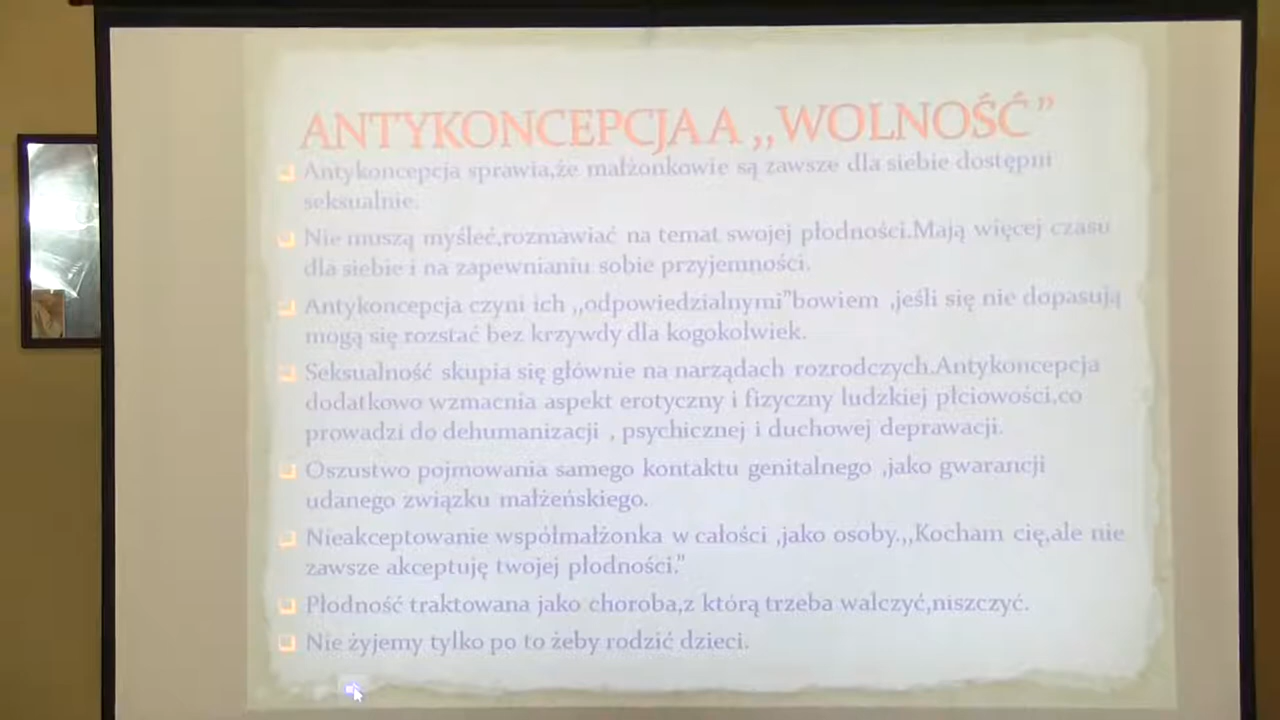 ANTYKONCEPCJA A ,,WOLNOŚĆ"
Antykoncepcja sprawia,że małżonkowie są zawsze dla siebie dostępni
seksualnie.
Nie muszą myśleć,rozmawiać na temat swojej płodności.Mają więcej czasu
dla siebie i na zapewnianiu sobie przyjemności.
Antykoncepcja czyni ich ,,odpowiedzialnymi"bowiem ,jeśli się nie dopasują
mogą się rozstać bez krzywdy dla kogokolwiek.
Seksualność skupia się głównie na narządach rozrodczych.Antykoncepcja
dodatkowo wzmacnia aspekt erotyczny i fizyczny ludzkiej płciowości,co
prowadzi do dehumanizacji , psychicznej i duchowej deprawacji.
Oszustwo pojmowania samego kontaktu genitalnego ,jako gwarancji
udanego związku małżeńskiego.
Nieakceptowanie współmałżonka w całości ,jako osoby.,,Kocham cię,ale nie
zawsze akceptuję twojej płodności."
Płodność traktowana jako choroba,z którą trzeba walczyć,niszczyć.
Nie żyjemy tylko po to żeby rodzić dzieci.